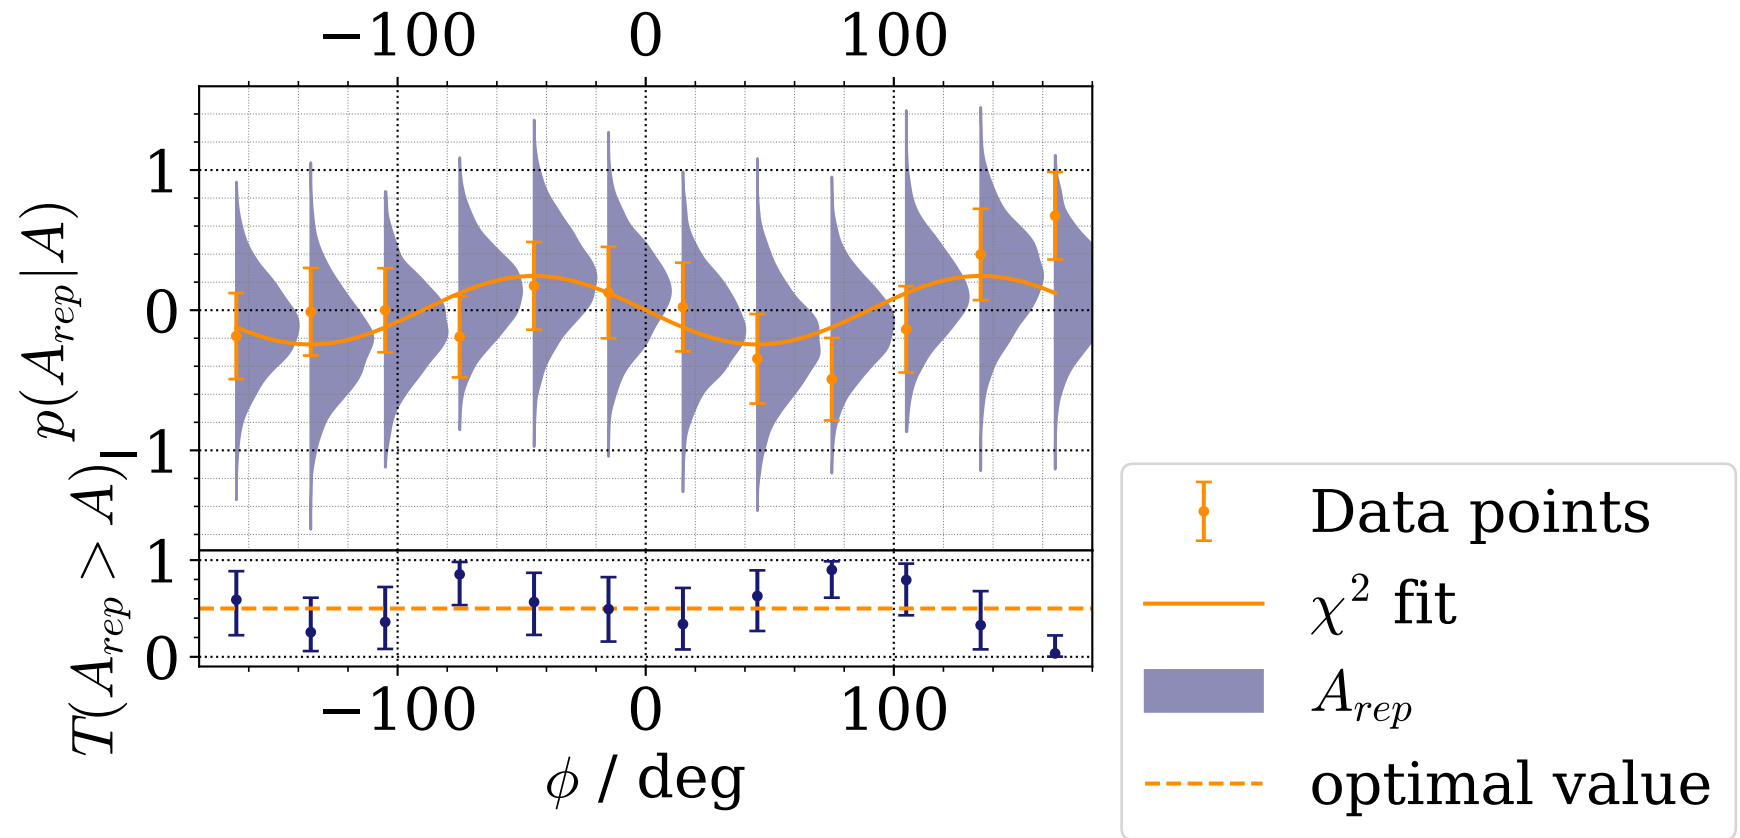 −100 0 100
p(A_rep|A)
1
0
−1
T(A_rep > A)
1
0
−100 0 100
ϕ / deg
Data points
χ² fit
A_rep
optimal value